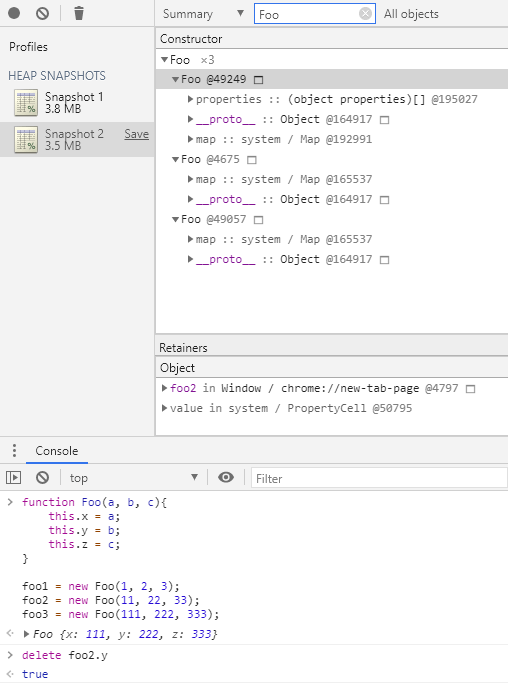 Summary Foo All objects
Profiles
HEAP SNAPSHOTS
Snapshot 1
3.8 MB
Snapshot 2 Save
3.5 MB
Constructor
Foo ×3
Foo @49249
properties :: (object properties)[] @195027
__proto__ :: Object @164917
map :: system / Map @192991
Foo @4675
map :: system / Map @165537
__proto__ :: Object @164917
Foo @49057
map :: system / Map @165537
__proto__ :: Object @164917
Retainers
Object
foo2 in Window / chrome://new-tab-page @4797
value in system / PropertyCell @50795
Console
top Filter
function Foo(a, b, c){
this.x = a;
this.y = b;
this.z = c;
}
foo1 = new Foo(1, 2, 3);
foo2 = new Foo(11, 22, 33);
foo3 = new Foo(111, 222, 333);
Foo {x: 111, y: 222, z: 333}
delete foo2.y
true